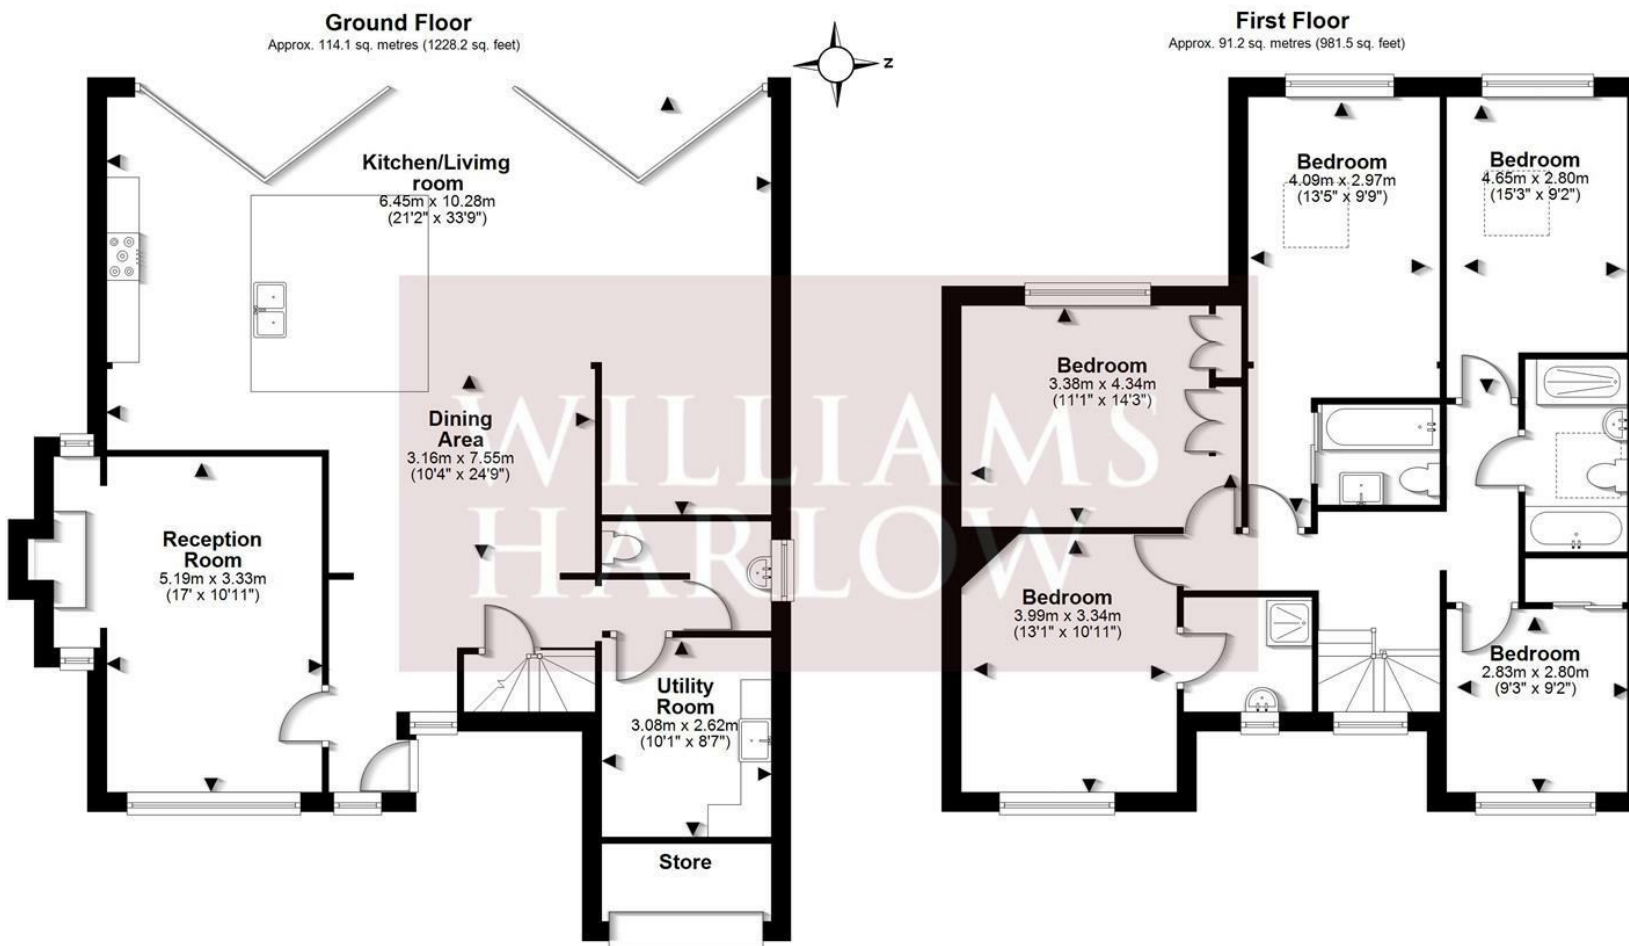 Ground Floor
Approx. 114.1 sq. metres (1228.2 sq. feet)
Kitchen/Livimg
room
6.45m x 10.28m
(21'2" x 33'9")
Dining
Area
3.16m x 7.55m
(10'4" x 24'9")
Reception
Room
5.19m x 3.33m
(17' x 10'11")
Utility
Room
3.08m x 2.62m
(10'1" x 8'7")
Store
z
First Floor
Approx. 91.2 sq. metres (981.5 sq. feet)
Bedroom
4.09m x 2.97m
(13'5" x 9'9")
Bedroom
4.65m x 2.80m
(15'3" x 9'2")
Bedroom
3.38m x 4.34m
(11'1" x 14'3")
Bedroom
3.99m x 3.34m
(13'1" x 10'11")
Bedroom
2.83m x 2.80m
(9'3" x 9'2")
WILLIAMS
HARLOW